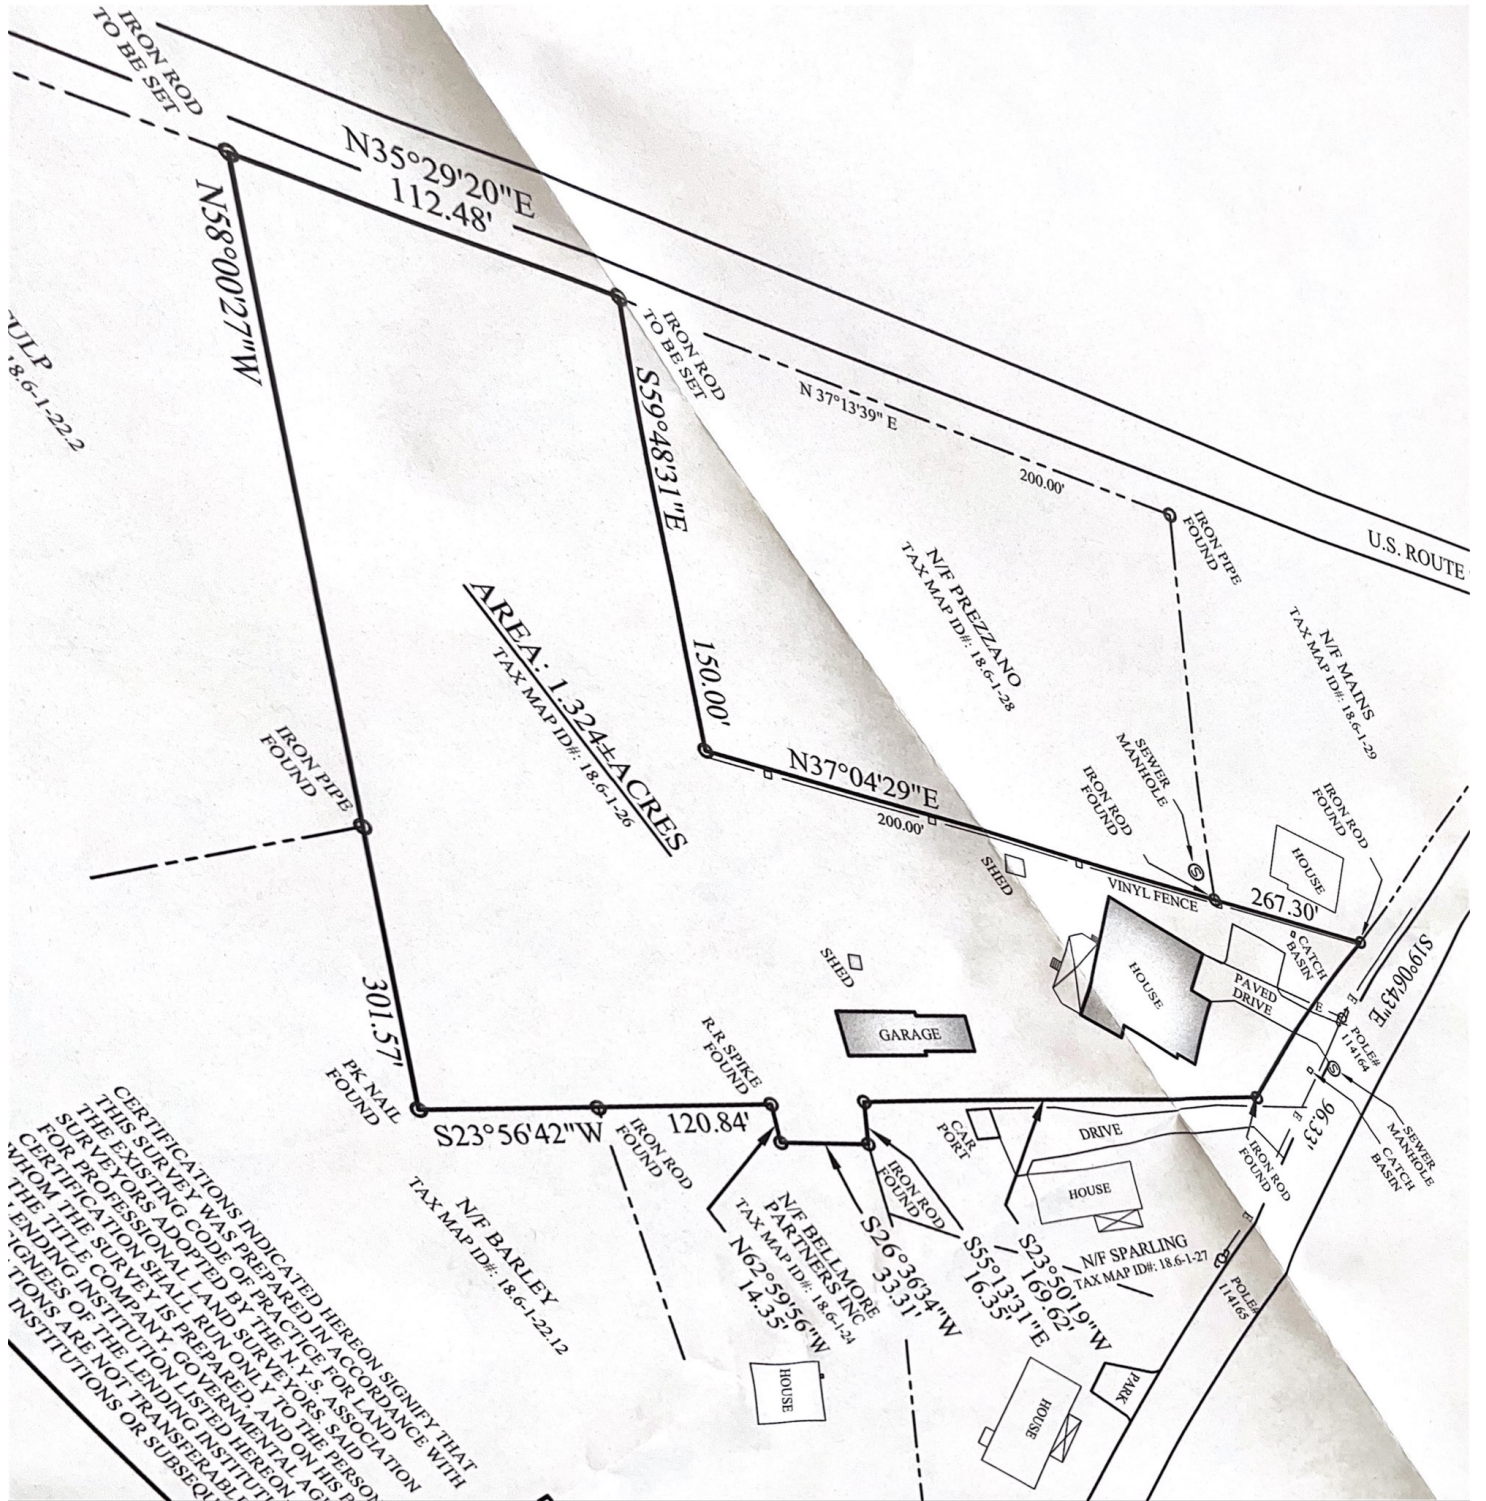 IRON ROD
TO BE SET
N35°29'20"E
112.48'
N58°00'27"W
ULP
8.6-1-22.2
IRON ROD
TO BE SET
S59°48'31"E
150.00'
N 37°13'39" E
200.00'
IRON PIPE
FOUND
U.S. ROUTE
N/F PREZZANO
TAX MAP ID#: 18.6-1-28
N/F MAINS
TAX MAP ID#: 18.6-1-29
AREA: 1.324±ACRES
TAX MAP ID#: 18.6-1-26
IRON PIPE
FOUND
N37°04'29"E
200.00'
SEWER
MANHOLE
IRON ROD
FOUND
IRON ROD
FOUND
HOUSE
S
SHED
VINYL FENCE
267.30'
CATCH
BASIN
S19°06'43"E
SHED
HOUSE
PAVED
DRIVE
E
E
POLE#
114164
S
GARAGE
301.57'
PK NAIL
FOUND
R.R SPIKE
FOUND
S23°56'42"W
120.84'
IRON ROD
FOUND
CAR
PORT
DRIVE
E
96.33'
SEWER
MANHOLE
CATCH
BASIN
IRON ROD
FOUND
IRON ROD
FOUND
HOUSE
N/F BARLEY
TAX MAP ID#: 18.6-1-22.12
N/F BELLMORE
PARTNERS INC
TAX MAP ID#: 18.6-1-24
N62°59'56"W
14.35'
S26°36'34"W
33.31'
S55°13'31"E
16.35'
S23°50'19"W
169.62'
N/F SPARLING
TAX MAP ID#: 18.6-1-27
E
POLE#
114165
HOUSE
HOUSE
PARK
CERTIFICATIONS INDICATED HEREON SIGNIFY THAT
THIS SURVEY WAS PREPARED IN ACCORDANCE WITH
THE EXISTING CODE OF PRACTICE FOR LAND
SURVEYORS ADOPTED BY THE N.Y.S. ASSOCIATION
FOR PROFESSIONAL LAND SURVEYORS. SAID
CERTIFICATION SHALL RUN ONLY TO THE PERSON
WHOM THE SURVEY IS PREPARED, AND ON HIS
THE TITLE COMPANY, GOVERNMENTAL
ENDING INSTITUTION LISTED HEREON,
IGNEES OF THE LENDING INSTITUTI
TIONS ARE NOT TRANSFERABL
INSTITUTIONS OR SUBSEQU